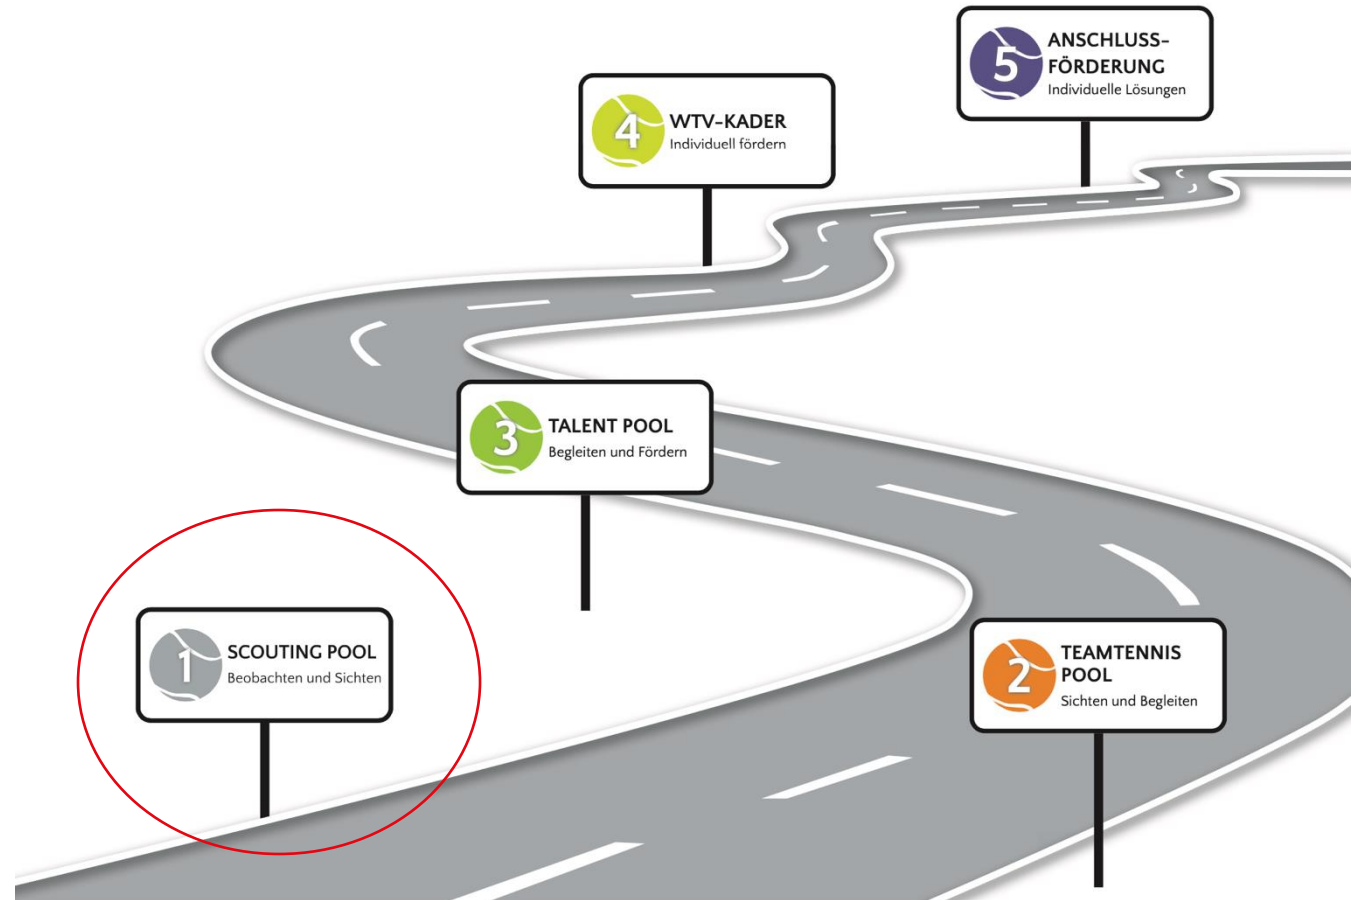 5
ANSCHLUSS-
FÖRDERUNG
Individuelle Lösungen
4
WTV-KADER
Individuell fördern
3
TALENT POOL
Begleiten und Fördern
1
SCOUTING POOL
Beobachten und Sichten
2
TEAMTENNIS
POOL
Sichten und Begleiten